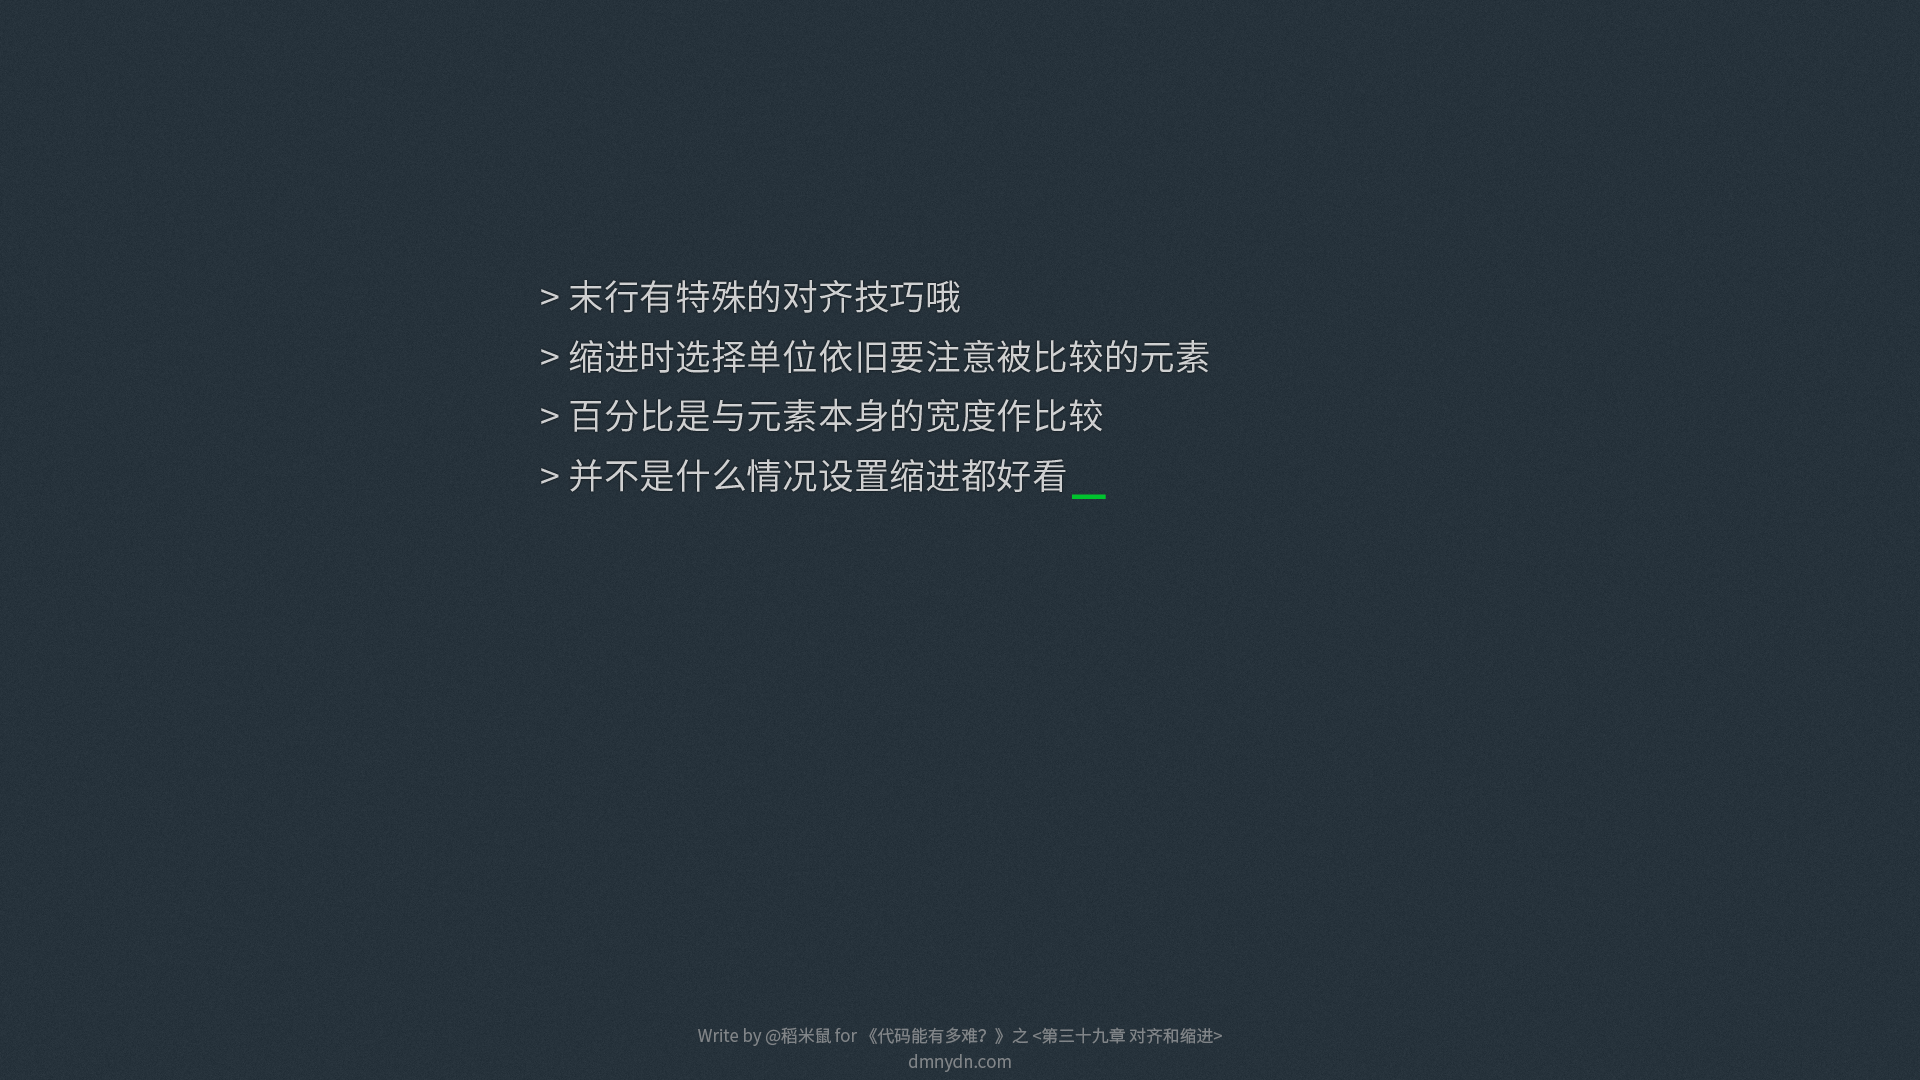 > 末行有特殊的对齐技巧哦
> 缩进时选择单位依旧要注意被比较的元素
> 百分比是与元素本身的宽度作比较
> 并不是什么情况设置缩进都好看_
Write by @稻米鼠 for 《代码能有多难？》之 <第三十九章 对齐和缩进>
dmnydn.com